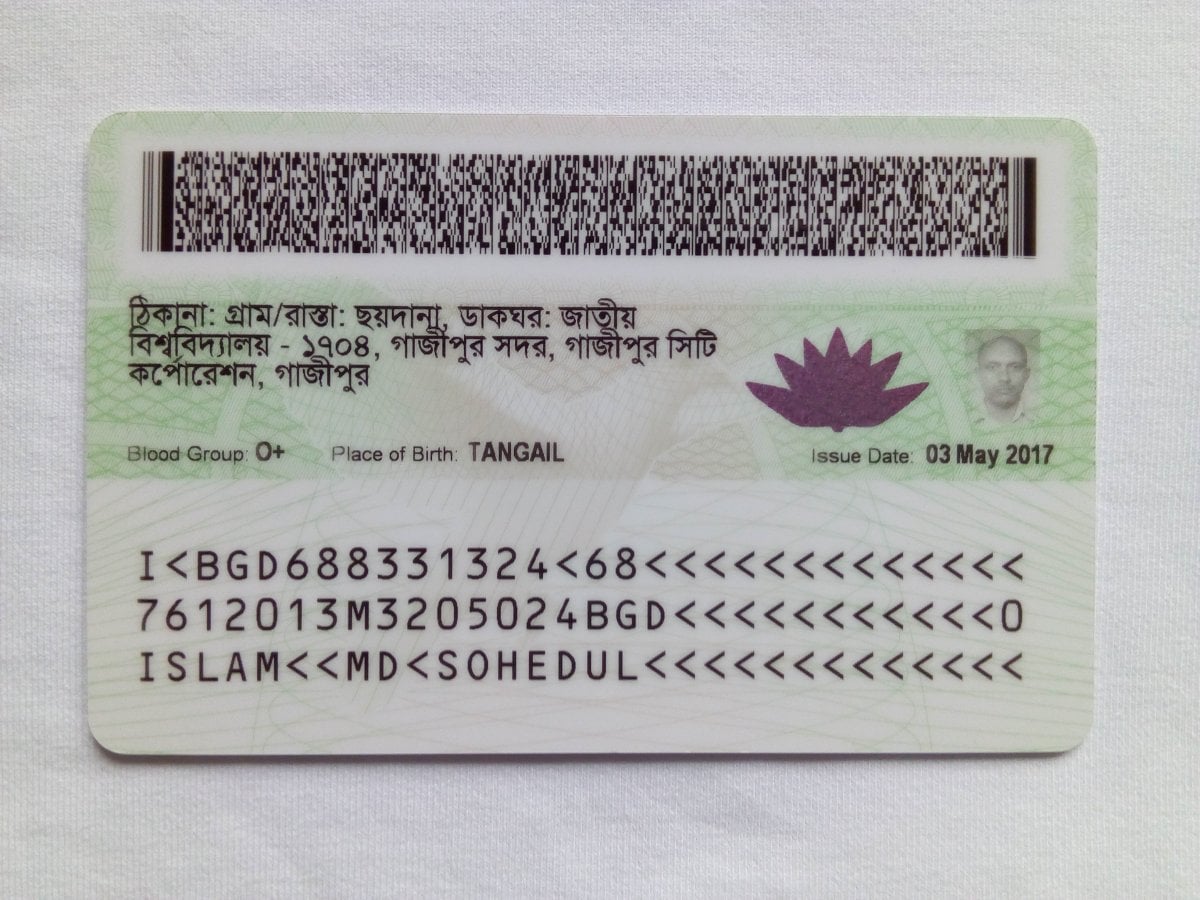 ঠিকানা: গ্রাম/রাস্তা: ছয়দানা, ডাকঘর: জাতীয়
বিশ্ববিদ্যালয় - ১৭০৪, গাজীপুর সদর, গাজীপুর সিটি
কর্পোরেশন, গাজীপুর
Blood Group: O+ Place of Birth: TANGAIL Issue Date: 03 May 2017
I<BGD688331324<68<<<<<<<<<<<<<
7612013M3205024BGD<<<<<<<<<<<0
ISLAM<<MD<SOHEDUL<<<<<<<<<<<<<